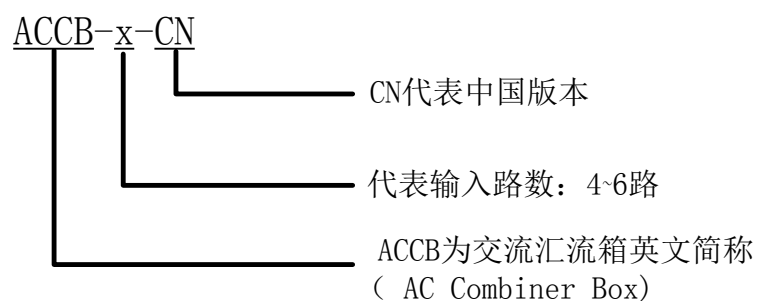 ACCB-x-CN
CN代表中国版本
代表输入路数：4~6路
ACCB为交流汇流箱英文简称
（ AC Combiner Box)